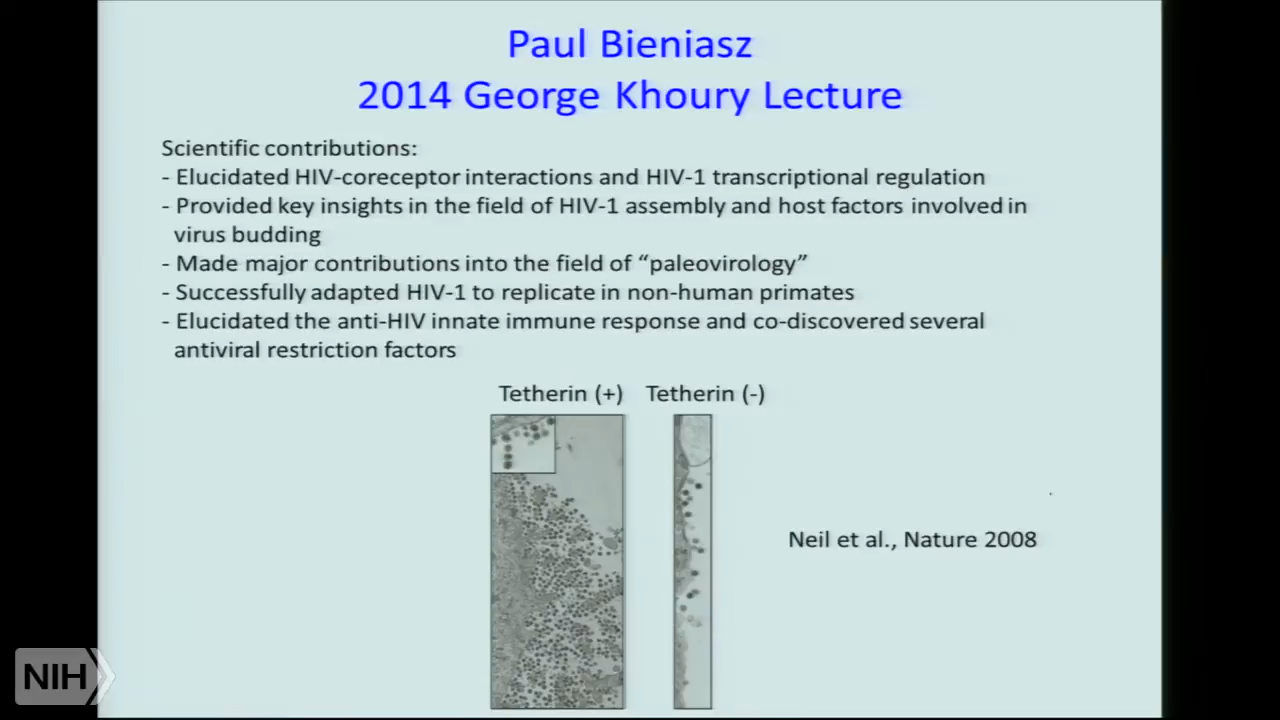 Paul Bieniasz
2014 George Khoury Lecture
Scientific contributions:
- Elucidated HIV-coreceptor interactions and HIV-1 transcriptional regulation
- Provided key insights in the field of HIV-1 assembly and host factors involved in
virus budding
- Made major contributions into the field of “paleovirology”
- Successfully adapted HIV-1 to replicate in non-human primates
- Elucidated the anti-HIV innate immune response and co-discovered several
antiviral restriction factors
Tetherin (+) Tetherin (-)
Neil et al., Nature 2008
NIH